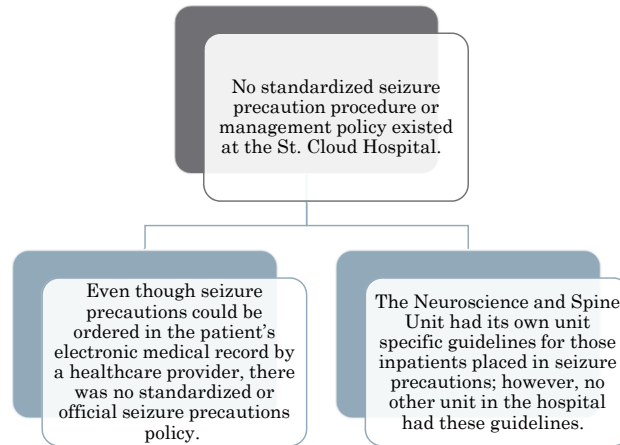 No standardized seizure
precaution procedure or
management policy existed
at the St. Cloud Hospital.
Even though seizure
precautions could be
ordered in the patient’s
electronic medical record by
a healthcare provider, there
was no standardized or
official seizure precautions
policy.
The Neuroscience and Spine
Unit had its own unit
specific guidelines for those
inpatients placed in seizure
precautions; however, no
other unit in the hospital
had these guidelines.